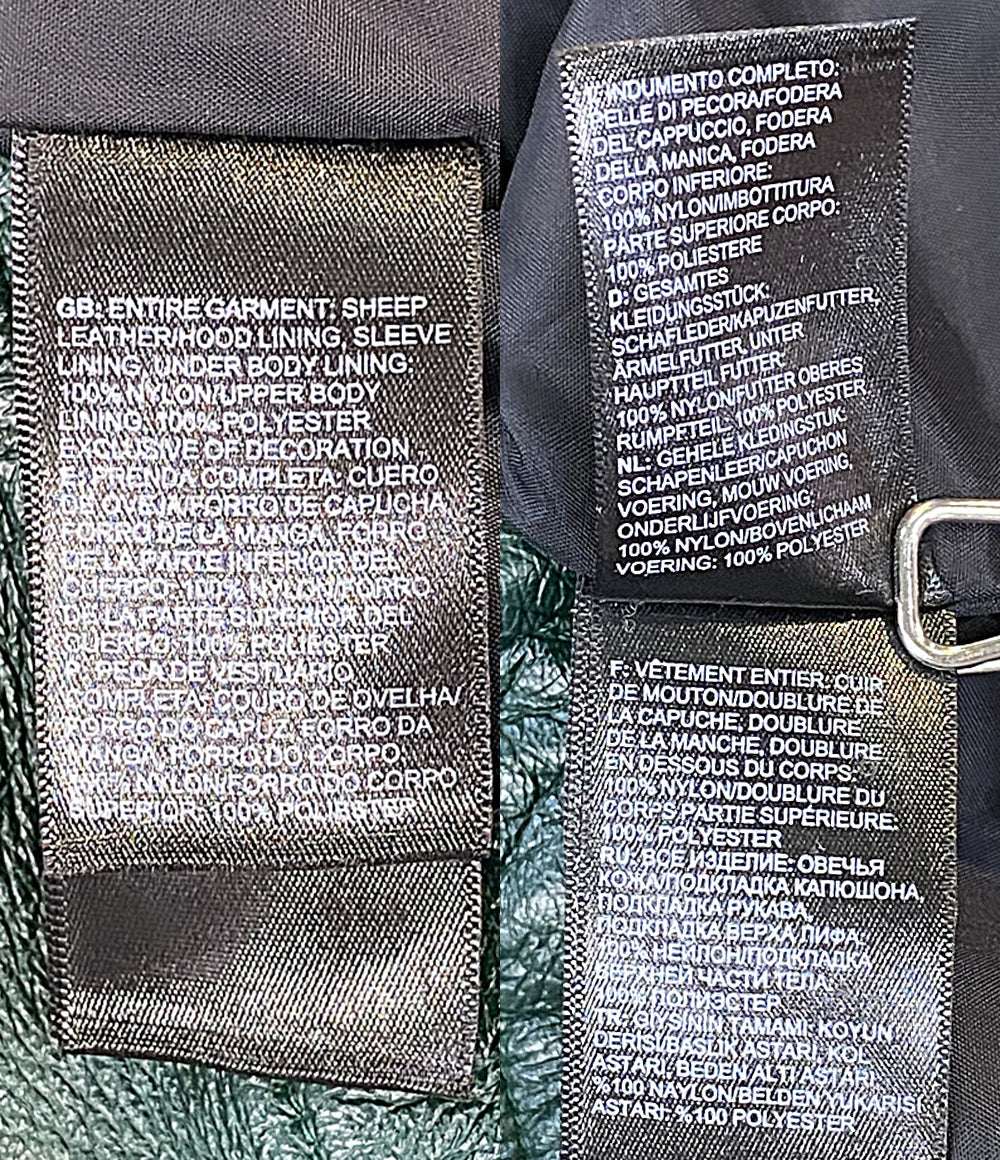 GB: ENTIRE GARMENT: SHEEP
LEATHER/HOOD LINING, SLEEVE
LINING, UNDER BODY LINING:
100% NYLON/UPPER BODY
LINING, 100% POLYESTER
EXCLUSIVE OF DECORATION
E: PRENDA COMPLETA: CUERO
DE OVEJA/FORRO DE CAPUCHA,
FORRO DE LA MANGA, FORRO
DE LA PARTE INFERIOR DEL
CUERPO: 100% NYLON/FORRO
DE LA PARTE SUPERIOR DEL
CUERPO: 100% POLIÉSTER
P: PEÇA DE VESTUÁRIO
COMPLETA: COURO DE OVELHA/
FORRO DO CAPUZ, FORRO DA
MANGA, FORRO DO CORPO
NYLON/FORRO DO CORPO
SUPERIOR: 100% POLIÉSTER
INDUMENTO COMPLETO:
PELLE DI PECORA/FODERA
DEL CAPPUCCIO, FODERA
DELLA MANICA, FODERA
CORPO INFERIORE:
100% NYLON/IMBOTTITURA
PARTE SUPERIORE CORPO:
100% POLIESTERE
D: GESAMTES
KLEIDUNGSSTÜCK:
SCHAFLEDER/KAPUZENFUTTER,
ÄRMELFUTTER, UNTER
HAUPTTEIL FUTTER:
100% NYLON/FUTTER OBERES
RUMPFTEIL: 100% POLYESTER
NL: GEHELE KLEDINGSTUK:
SCHAPENLEER/CAPUCHON
VOERING, MOUW VOERING,
ONDERLIJFVOERING:
100% NYLON/BOVENLICHAAM
VOERING: 100% POLYESTER
F: VÊTEMENT ENTIER: CUIR
DE MOUTON/DOUBLURE DE
LA CAPUCHE, DOUBLURE
DE LA MANCHE, DOUBLURE
EN DESSOUS DU CORPS:
100% NYLON/DOUBLURE DU
CORPS PARTIE SUPÉRIEURE:
100% POLYESTER
RU: ВСЕ ИЗДЕЛИЕ: ОВЕЧЬЯ
КОЖА/ПОДКЛАДКА КАПЮШОНА,
ПОДКЛАДКА РУКАВА,
ПОДКЛАДКА ВЕРХА ЛИФА:
100% НЕЙЛОН/ПОДКЛАДКА
ВЕРХНЕЙ ЧАСТИ ТЕЛА:
100% ПОЛИЭСТЕР
TR: GİYSİNİN TAMAMI: KOYUN
DERİSİ/BAŞLIK ASTARI, KOL
ASTARI, BEDEN ALTI ASTARI:
%100 NAYLON/BELDEN YUKARISI
ASTARI: %100 POLYESTER